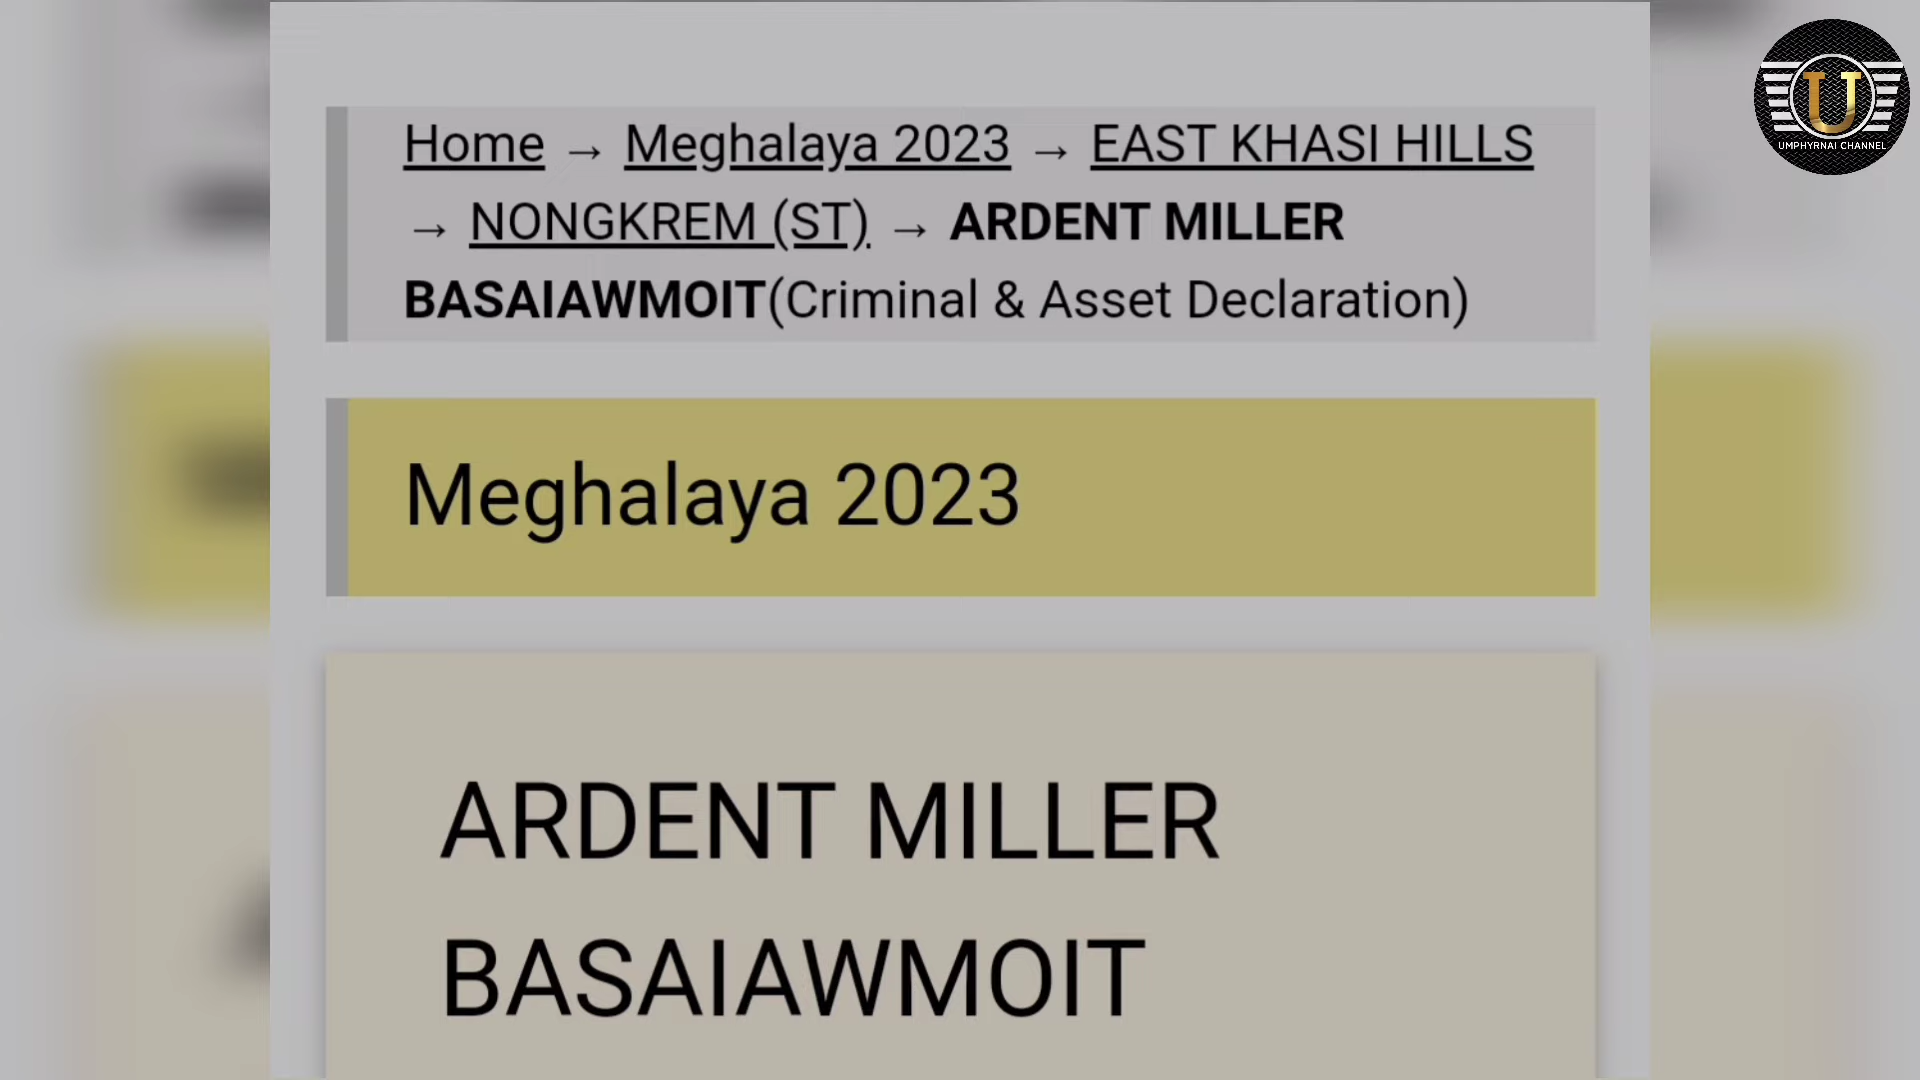 Home → Meghalaya 2023 → EAST KHASI HILLS
→ NONGKREM (ST) → ARDENT MILLER
BASAIAWMOIT(Criminal & Asset Declaration)
Meghalaya 2023
ARDENT MILLER
BASAIAWMOIT
U
UMPHYRNAI CHANNEL